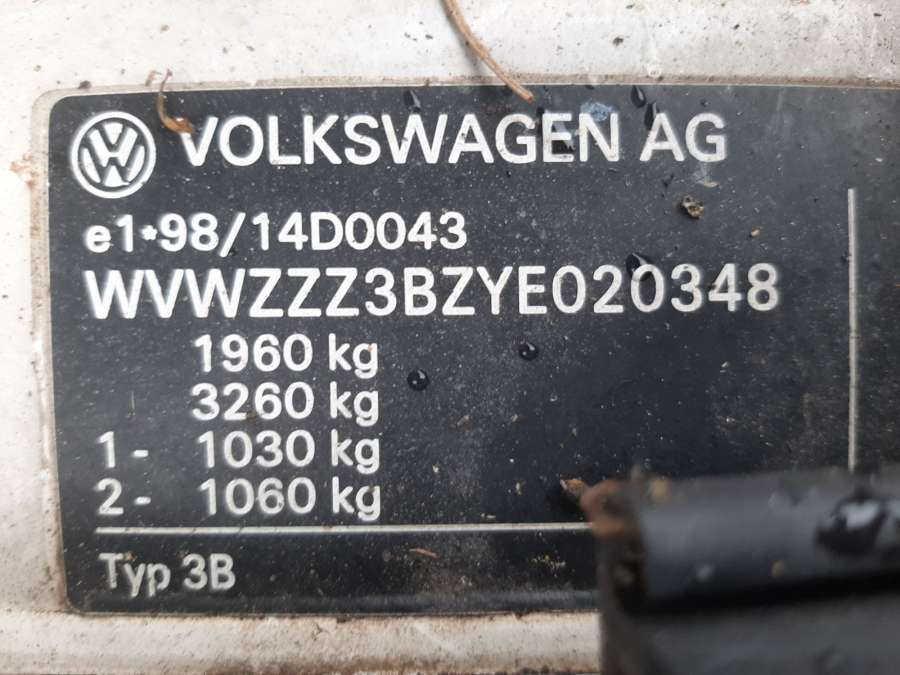 VOLKSWAGEN AG
e1*98/14D0043
WVWZZZ3BZYE020348
1960 kg
3260 kg
1- 1030 kg
2- 1060 kg
Typ 3B